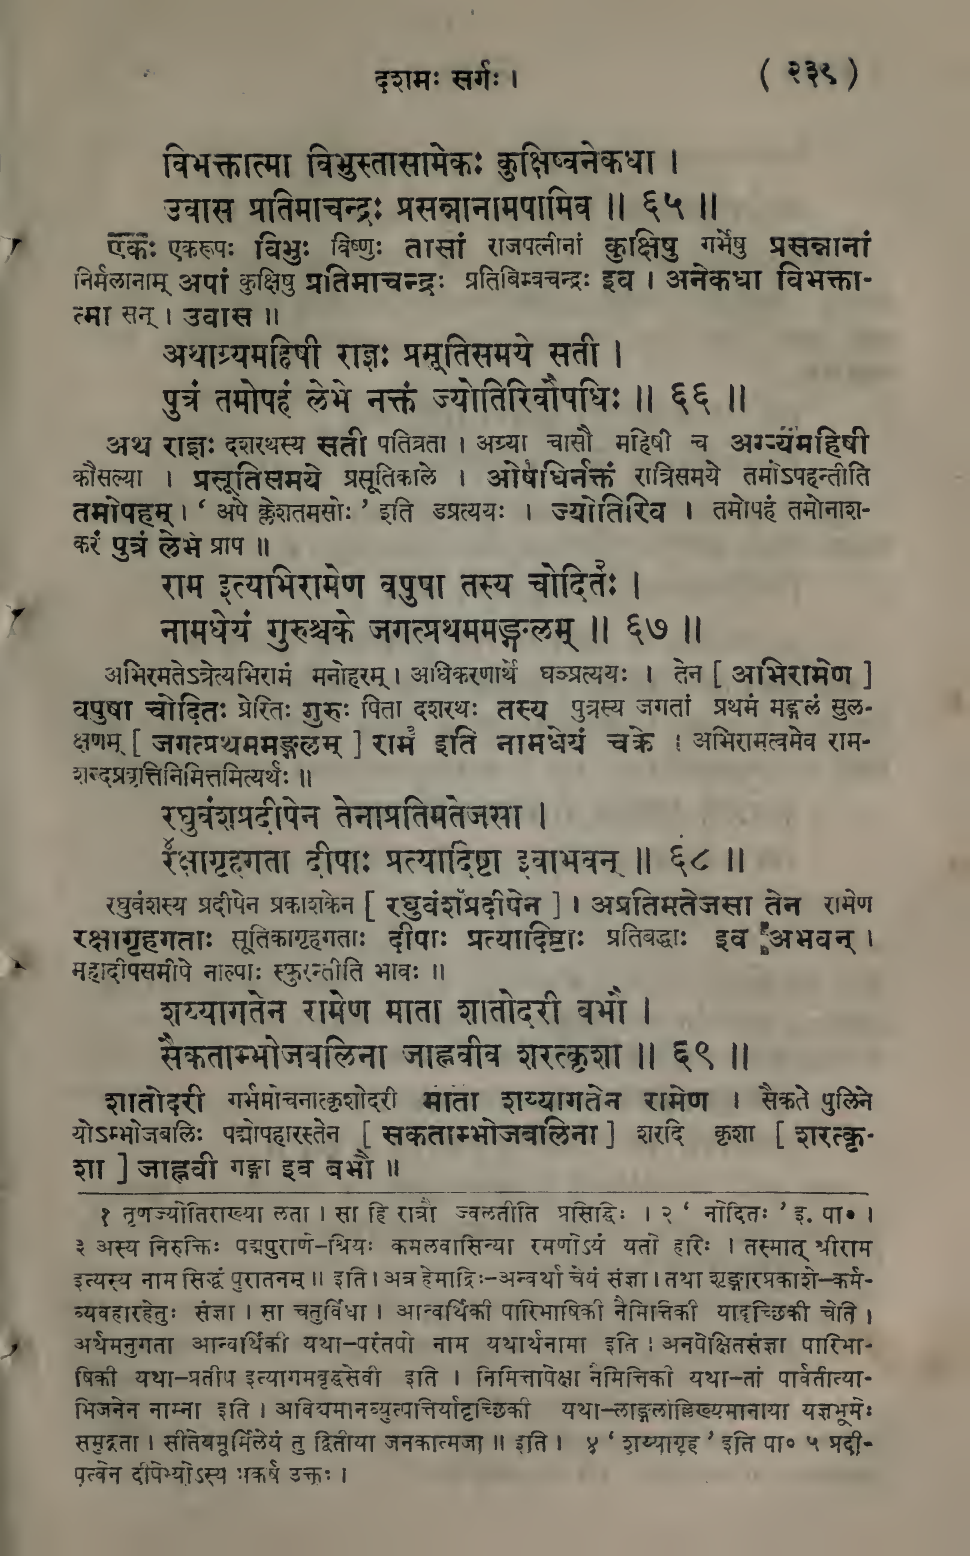 दशमः सर्गः । ( २३९ )
विभक्तात्मा विभुस्तासामेकः कुक्षिष्वनेकधा ।
उवास प्रतिमाचन्द्रः प्रसन्नानामपामिव ॥ ६५ ॥
एकः एकरूपः विभुः विष्णुः तासां राजपत्नीनां कुक्षिषु गर्भेषु प्रसन्नानां
निर्मलानाम् अपां कुक्षिषु प्रतिमाचन्द्रः प्रतिबिम्बचन्द्रः इव । अनेकधा विभक्ता-
त्मा सन् । उवास ॥
अथाग्र्यमहिषी राज्ञः प्रसूतिसमये सती ।
पुत्रं तमोपहं लेभे नक्तं ज्योतिरिवौषधिः ॥ ६६ ॥
अथ राज्ञः दशरथस्य सती पतिव्रता । अग्र्या चासौ महिषी च अग्र्यमहिषी
कौसल्या । प्रसूतिसमये प्रसूतिकाले । ओषधिर्नक्तं रात्रिसमये तमोऽपहन्तीति
तमोपहम् । ‘ अपे क्लेशतमसोः ’ इति डप्रत्ययः । ज्योतिरिव । तमोपहं तमोनाश-
करं पुत्रं लेभे प्राप ॥
राम इत्यभिरामेण वपुषा तस्य चोदितः२ ।
नामधेयं गुरुश्चक्रे जगत्प्रथममङ्गलम् ॥ ६७ ॥
अभिरमतेऽत्रेत्यभिरामं मनोहरम् । अधिकरणार्थे घञ्प्रत्ययः । तेन [ अभिरामेण ]
वपुषा चोदितः प्रेरितः गुरुः पिता दशरथः तस्य पुत्रस्य जगतां प्रथमं मङ्गलं सुल-
क्षणम् [ जगत्प्रथममङ्गलम् ] राम३ इति नामधेयं चक्रे । अभिरामत्वमेव राम-
शब्दप्रवृत्तिनिमित्तमित्यर्थः ॥
रघुवंशप्रदीपेन तेनाप्रतिमतेजसा ।
रक्षागृहगता४ दीपाः प्रत्यादिष्टा इवाभवन् ॥ ६८ ॥
रघुवंशस्य प्रदीपेन प्रकाशकेन [ रघुवंशप्रदीपेन५ ] । अप्रतिमतेजसा तेन रामेण
रक्षागृहगताः सूतिकागृहगताः दीपाः प्रत्यादिष्टाः प्रतिबद्धाः इव अभवन् ।
महादीपसमीपे नाल्पाः स्फुरन्तीति भावः ॥
शय्यागतेन रामेण माता शातोदरी बभौ ।
सैकताम्भोजबलिना जाह्नवीव शरत्कृशा ॥ ६९ ॥
शातोदरी गर्भमोचनात्कृशोदरी माता शय्यागतेन रामेण । सैकते पुलिने
योऽम्भोजबलिः पद्मोपहारस्तेन [ सैकताम्भोजबलिना ] शरदि कृशा [ शरत्कृ-
शा ] जाह्नवी गङ्गा इव बभौ ॥
१ तृणज्योतिराख्या लता । सा हि रात्रौ ज्वलतीति प्रसिद्धिः । २ ‘ नोदितः ’ इ. पा० ।
३ अस्य निरुक्तिः पद्मपुराणे–श्रियः कमलवासिन्या रमणोऽयं यतो हरिः । तस्मात् श्रीराम
इत्यस्य नाम सिद्धं पुरातनम् ॥ इति । अत्र हेमाद्रिः–अन्वर्था चेयं संज्ञा । तथा शृङ्गारप्रकाशे–कर्म-
व्यवहारहेतुः संज्ञा । सा चतुर्विधा । आन्वर्थिकी पारिभाषिकी नैमित्तिकी यादृच्छिकी चेति ।
अर्थमनुगता आन्वर्थिकी यथा–परंतपो नाम यथार्थनामा इति । अनपेक्षितसंज्ञा पारिभा-
षिकी यथा–प्रतीप इत्यागमवृद्धसेवी इति । निमित्तापेक्षा नैमित्तिकी यथा–तां पार्वतीत्या-
भिजनेन नाम्ना इति । अवियमानव्युत्पत्तिर्यादृच्छिकी यथा–लाङ्गलोल्लिख्यमानाया यज्ञभूमेः
समुद्गता । सीतेयमूर्मिलेयं तु द्वितीया जनकात्मजा ॥ इति । ४ ‘ शय्यागृह ’ इति पा० ५ प्रदी-
पत्वेन दीपेभ्योऽस्य प्रकर्ष उक्तः ।